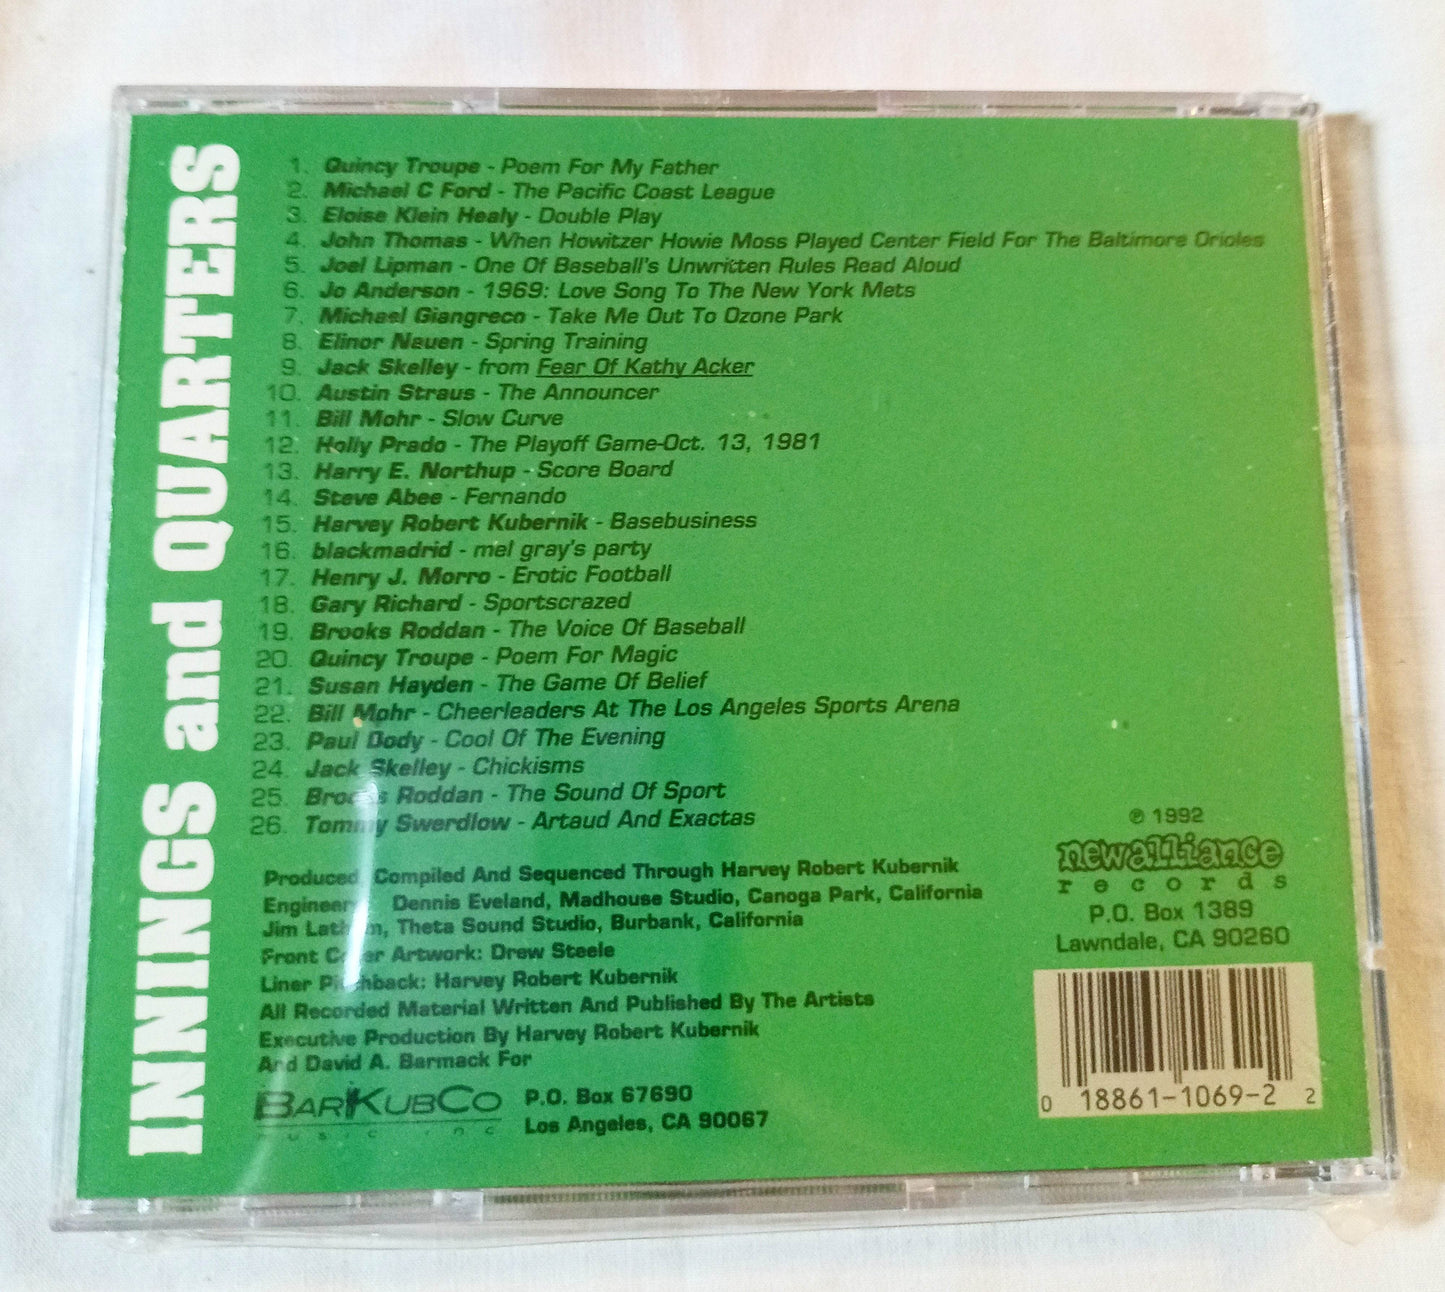 INNINGS and QUARTERS
1. Quincy Troupe - Poem For My Father
2. Michael C Ford - The Pacific Coast League
3. Eloise Klein Healy - Double Play
4. John Thomas - When Howitzer Howie Moss Played Center Field For The Baltimore Orioles
5. Joel Lipman - One Of Baseball's Unwritten Rules Read Aloud
6. Jo Anderson - 1969: Love Song To The New York Mets
7. Michael Giangreco - Take Me Out To Ozone Park
8. Elinor Nauen - Spring Training
9. Jack Skelley - from Fear Of Kathy Acker
10. Austin Straus - The Announcer
11. Bill Mohr - Slow Curve
12. Holly Prado - The Playoff Game-Oct. 13, 1981
13. Harry E. Northup - Score Board
14. Steve Abee - Fernando
15. Harvey Robert Kubernik - Basebusiness
16. blackmadrid - mel gray's party
17. Henry J. Morro - Erotic Football
18. Gary Richard - Sportscrazed
19. Brooks Roddan - The Voice Of Baseball
20. Quincy Troupe - Poem For Magic
21. Susan Hayden - The Game Of Belief
22. Bill Mohr - Cheerleaders At The Los Angeles Sports Arena
23. Paul Body - Cool Of The Evening
24. Jack Skelley - Chickisms
25. Brooks Roddan - The Sound Of Sport
26. Tommy Swerdlow - Artaud And Exactas
Produced, Compiled And Sequenced Through Harvey Robert Kubernik
Dennis Eveland, Madhouse Studio, Canoga Park, California
Jim Latham, Theta Sound Studio, Burbank, California
Front Cover Artwork: Drew Steele
Liner Pitchback: Harvey Robert Kubernik
All Recorded Material Written And Published By The Artists
Executive Production By Harvey Robert Kubernik
And David A. Barmack For
BARKUBCO
music inc
P.O. Box 67690
Los Angeles, CA 90067
℗ 1992
newalliance
records
P.O. Box 1389
Lawndale, CA 90260
0 18861-1069-2 2